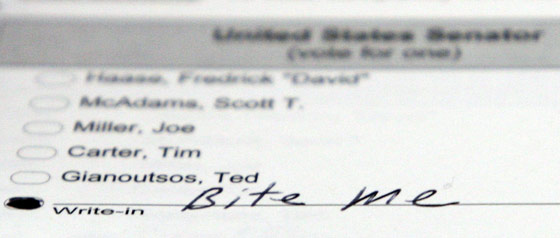 United States Senator
(vote for one)
Haase, Fredrick "David"
McAdams, Scott T.
Miller, Joe
Carter, Tim
Gianoutsos, Ted
Write-in Bite me